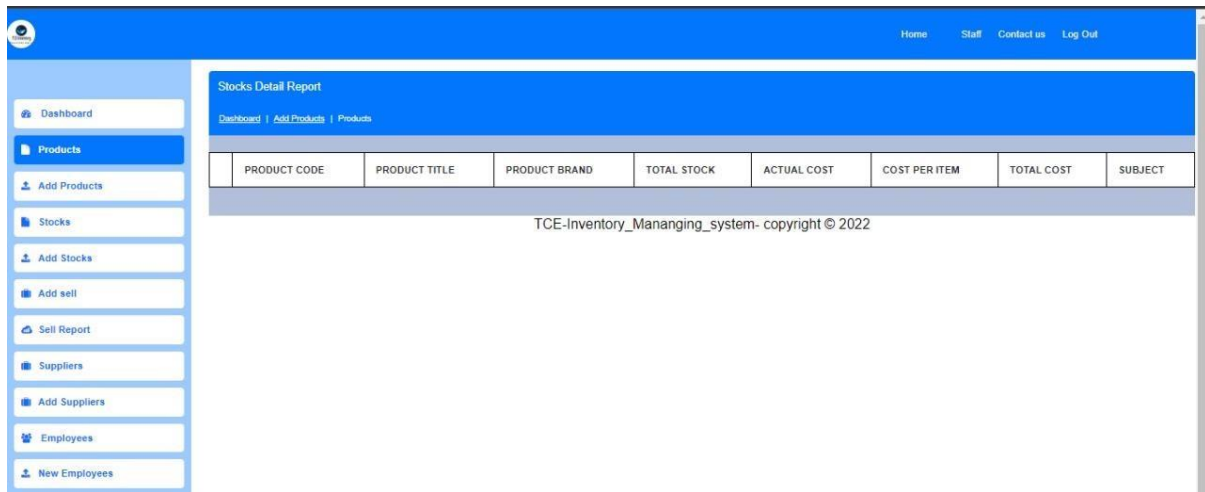 Home Staff Contact us Log Out
Stocks Detail Report
Dashboard | Add Products | Products
PRODUCT CODE PRODUCT TITLE PRODUCT BRAND TOTAL STOCK ACTUAL COST COST PER ITEM TOTAL COST SUBJECT
TCE-Inventory_Mananging_system- copyright © 2022
Dashboard
Products
Add Products
Stocks
Add Stocks
Add sell
Sell Report
Suppliers
Add Suppliers
Employees
New Employees